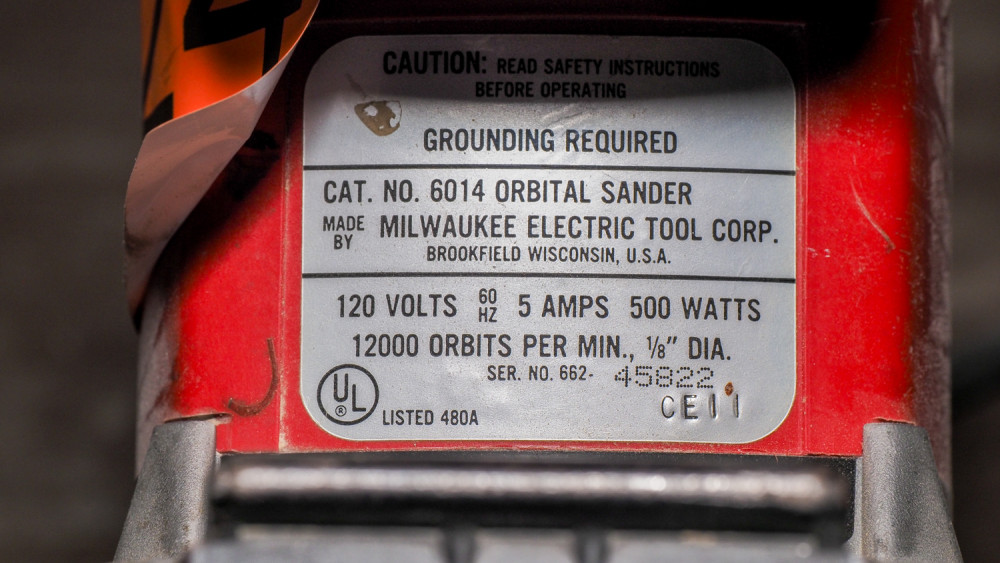 4
CAUTION: READ SAFETY INSTRUCTIONS
BEFORE OPERATING
GROUNDING REQUIRED
CAT. NO. 6014 ORBITAL SANDER
MADE BY MILWAUKEE ELECTRIC TOOL CORP.
BROOKFIELD WISCONSIN, U.S.A.
120 VOLTS 60 HZ 5 AMPS 500 WATTS
12000 ORBITS PER MIN., 1/8" DIA.
SER. NO. 662- 45822
CE11
UL ® LISTED 480A